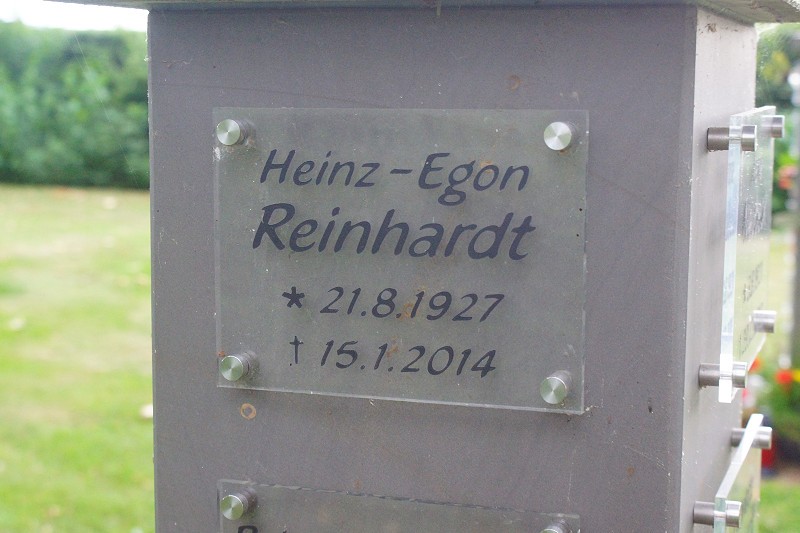 Heinz-Egon
Reinhardt
* 21.8.1927
† 15.1.2014